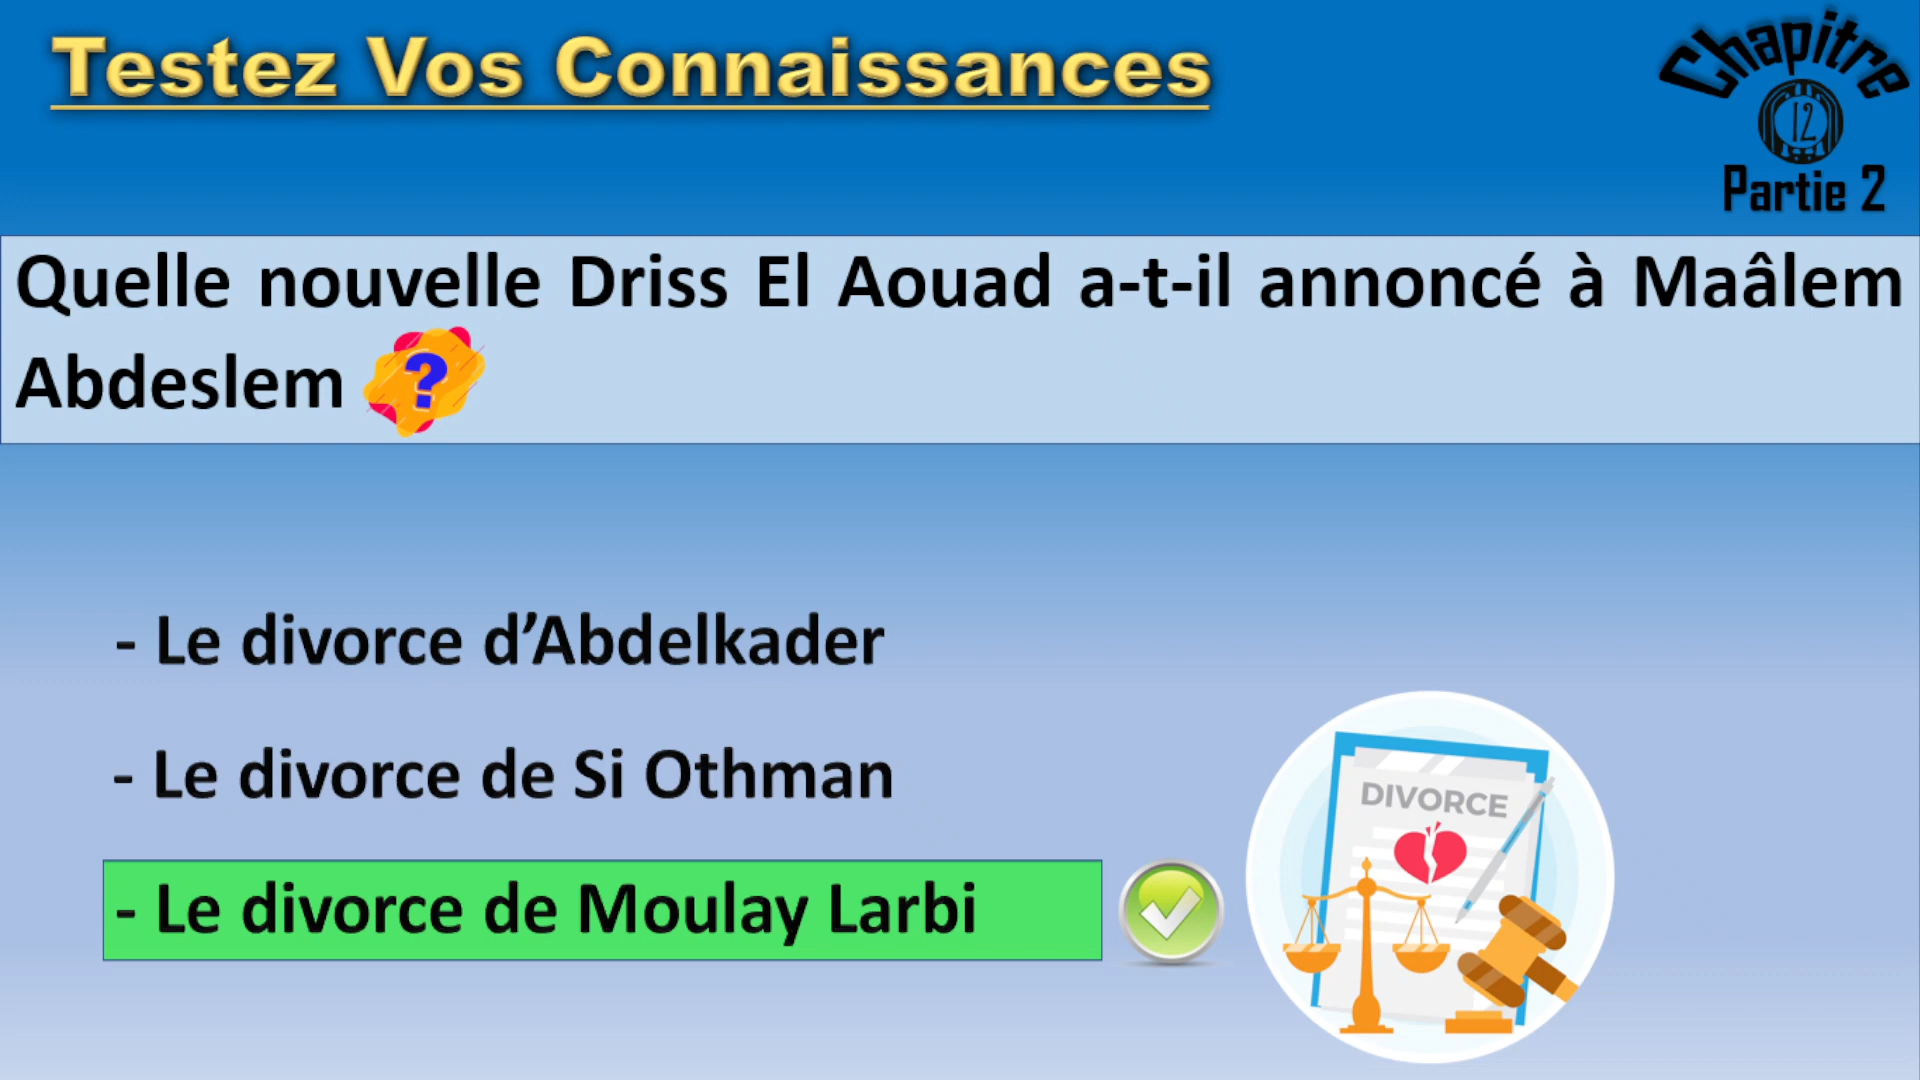 Testez Vos Connaissances
Chapitre
12
Partie 2
Quelle nouvelle Driss El Aouad a-t-il annoncé à Maâlem
Abdeslem ?
- Le divorce d’Abdelkader
- Le divorce de Si Othman
- Le divorce de Moulay Larbi
DIVORCE